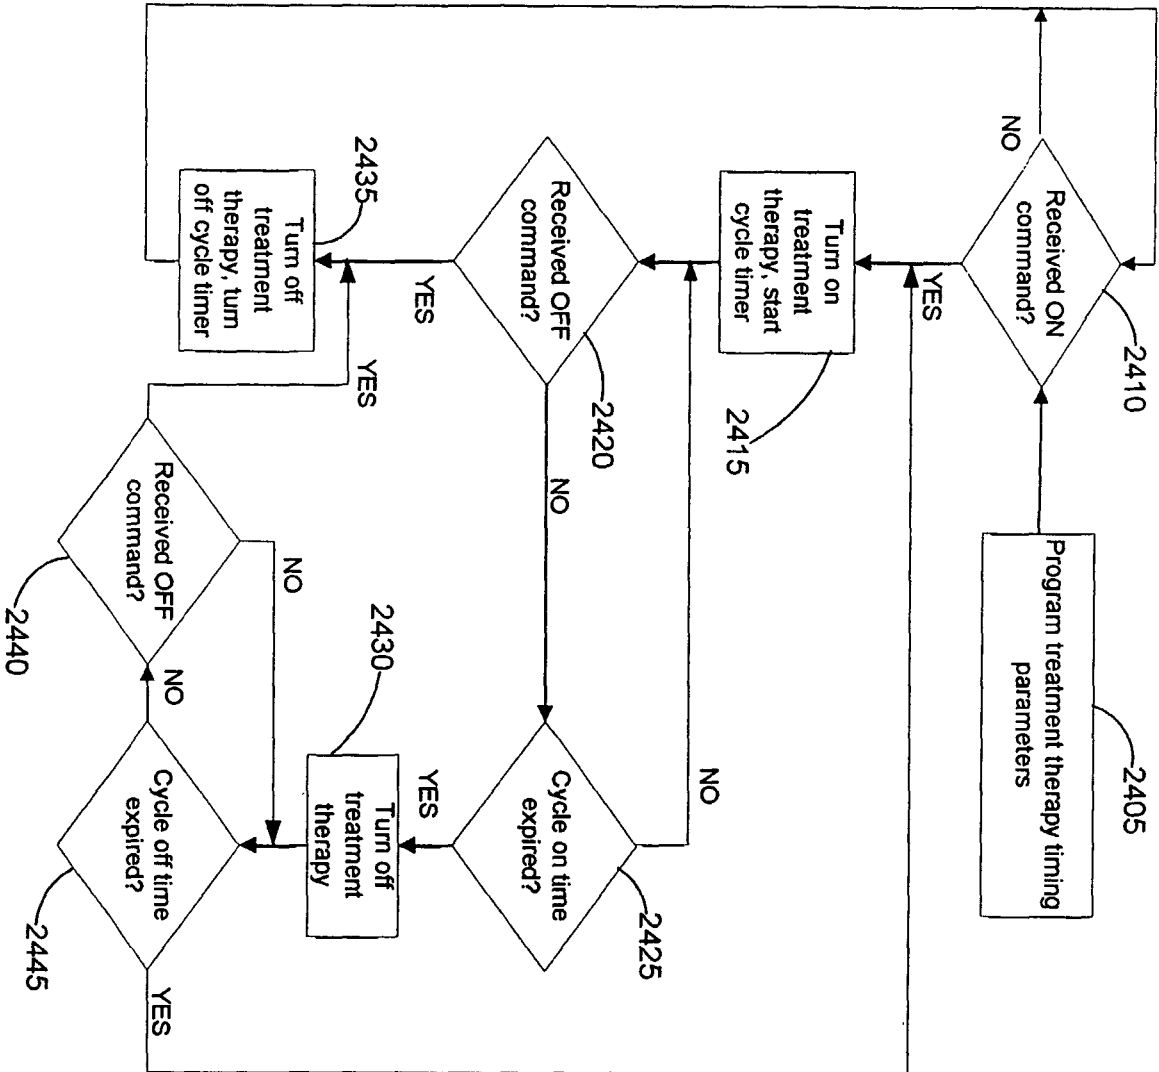 Program treatment therapy timing
parameters
2405
Received ON
command?
2410
NO
YES
Turn on
treatment
therapy, start
cycle timer
2415
Received OFF
command?
2420
NO
YES
Cycle on time
expired?
2425
NO
YES
Turn off
treatment
therapy
2430
Turn off
treatment
therapy, turn
off cycle timer
2435
YES
Received OFF
command?
2440
NO
NO
Cycle off time
expired?
2445
YES